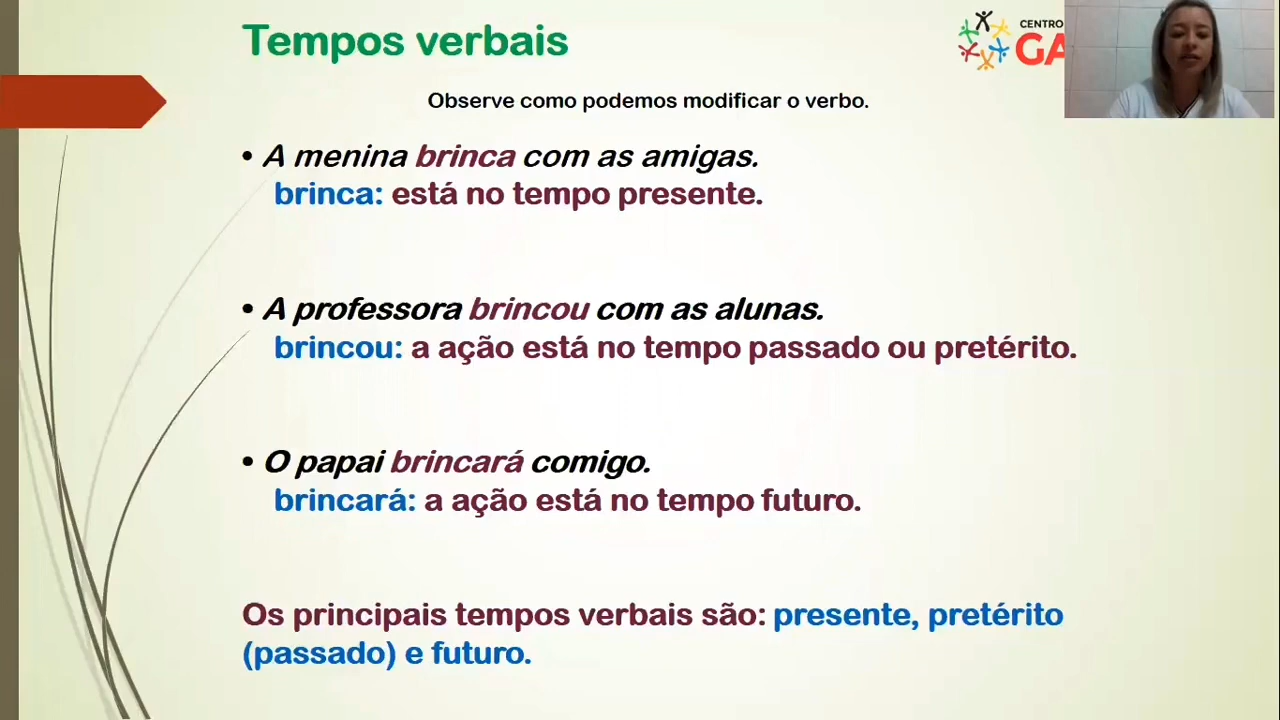 Tempos verbais
CENTRO
Observe como podemos modificar o verbo.
• A menina brinca com as amigas.
brinca: está no tempo presente.
• A professora brincou com as alunas.
brincou: a ação está no tempo passado ou pretérito.
• O papai brincará comigo.
brincará: a ação está no tempo futuro.
Os principais tempos verbais são: presente, pretérito
(passado) e futuro.